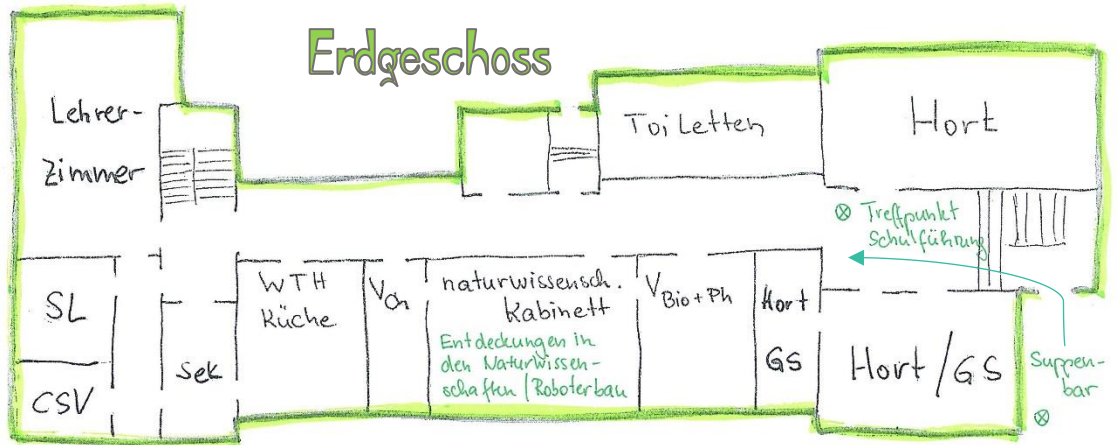 Erdgeschoss
Lehrer-
Zimmer
Toiletten
Hort
⊗ Treffpunkt
Schulführung
SL
CSV
Sek
WTH
Küche
V Ch
naturwissensch.
Kabinett
Entdeckungen in
den Naturwissen-
schaften / Roboterbau
V Bio+Ph
Hort
GS
Hort/GS
Suppen-
bar
⊗